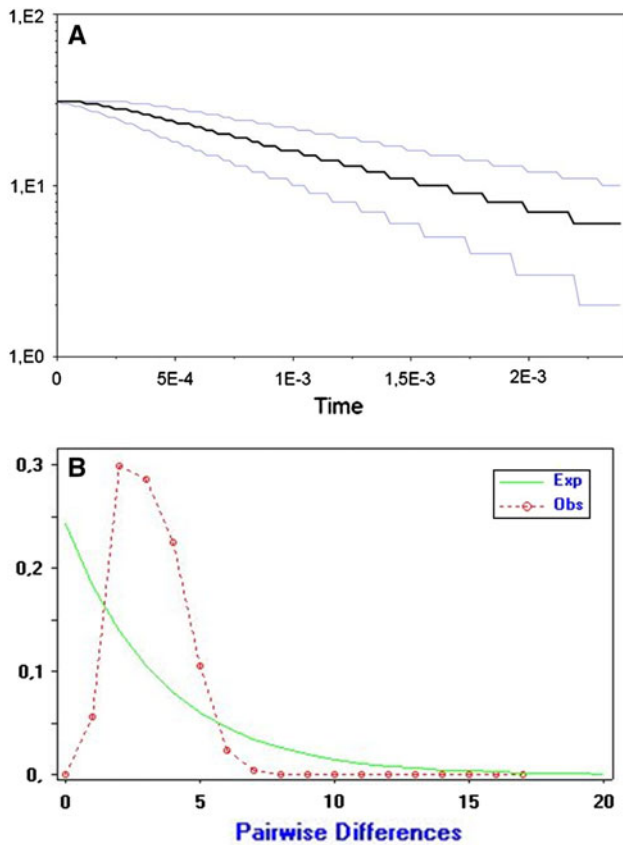 1,E2
A
1,E1
1,E0
0 5E-4 1E-3 1,5E-3 2E-3
Time
B
0,3
Exp
Obs
0,2
0,1
0,
0 5 10 15 20
Pairwise Differences